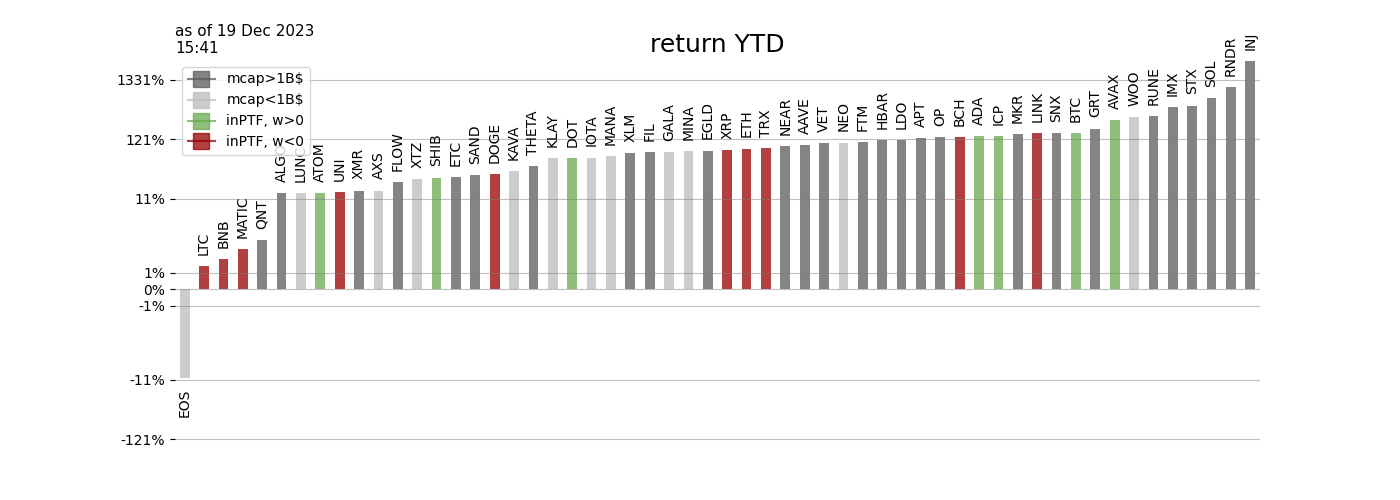 as of 19 Dec 2023
15:41
return YTD
mcap>1B$
mcap<1B$
inPTF, w>0
inPTF, w<0
1331%
121%
11%
1%
0%
-1%
-11%
-121%
EOS
LTC
BNB
MATIC
QNT
ALGO
LUNC
ATOM
UNI
XMR
AXS
FLOW
XTZ
SHIB
ETC
SAND
DOGE
KAVA
THETA
KLAY
DOT
IOTA
MANA
XLM
FIL
GALA
MINA
EGLD
XRP
ETH
TRX
NEAR
AAVE
VET
NEO
FTM
HBAR
LDO
APT
OP
BCH
ADA
ICP
MKR
LINK
SNX
BTC
GRT
AVAX
WOO
RUNE
IMX
STX
SOL
RNDR
INJ